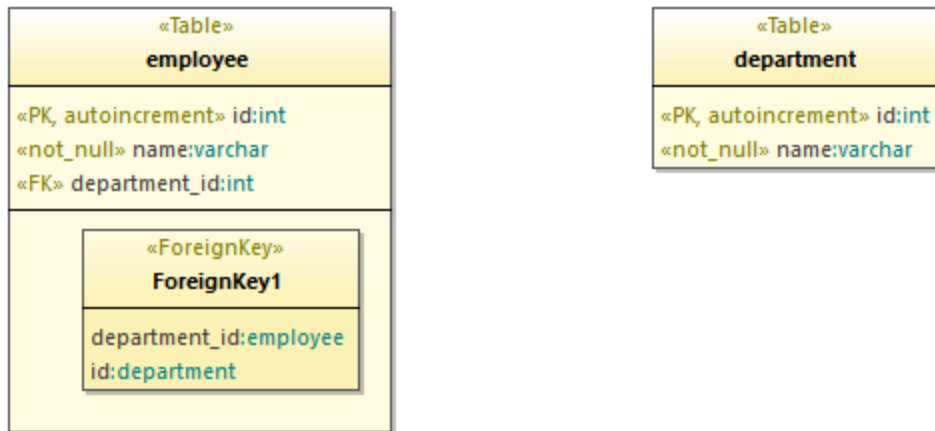 «Table»
employee
«PK, autoincrement» id:int
«not_null» name:varchar
«FK» department_id:int
«ForeignKey»
ForeignKey1
department_id:employee
id:department
«Table»
department
«PK, autoincrement» id:int
«not_null» name:varchar